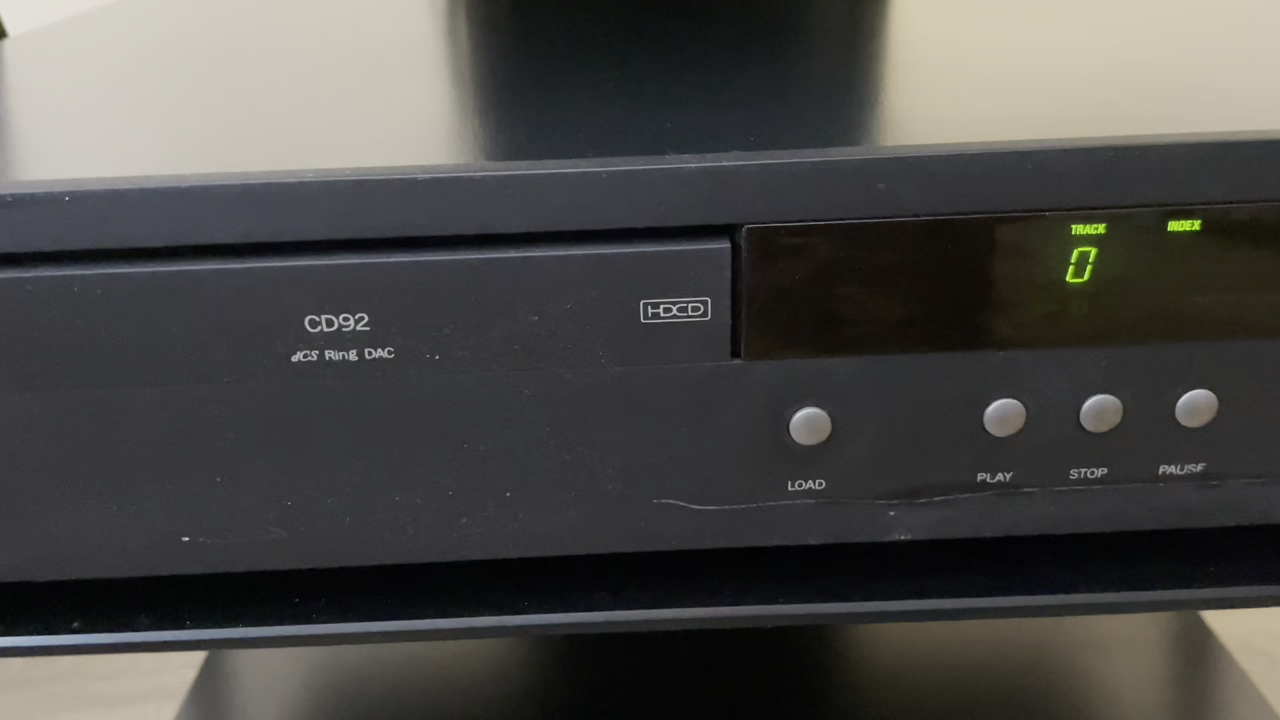 TRACK INDEX
0
CD92
HDCD
dCS Ring DAC
LOAD
PLAY
STOP
PAUSE